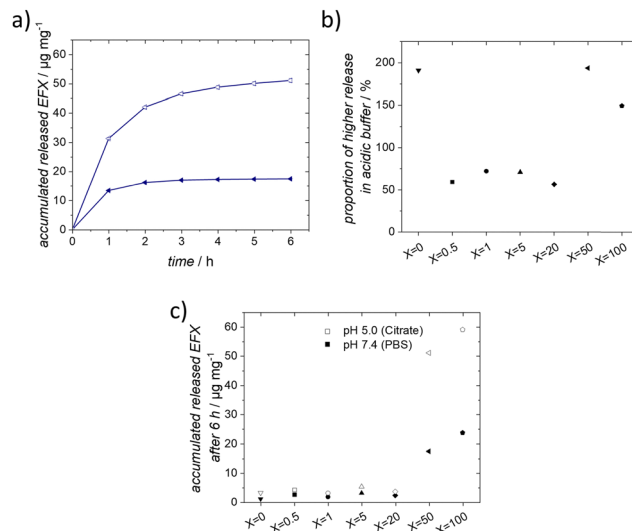 a)
accumulated released EFX / µg mg⁻¹
60
50
40
30
20
10
0
0 1 2 3 4 5 6
time / h
b)
proportion of higher release
in acidic buffer / %
200
150
100
50
0
X=0 X=0.5 X=1 X=5 X=20 X=50 X=100
c)
accumulated released EFX
after 6 h / µg mg⁻¹
60
50
40
30
20
10
0
pH 5.0 (Citrate)
pH 7.4 (PBS)
X=0 X=0.5 X=1 X=5 X=20 X=50 X=100